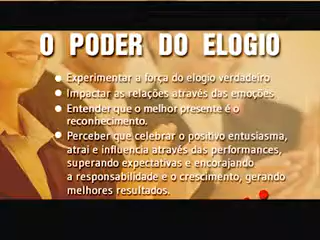 O PODER DO ELOGIO
• Experimentar a força do elogio verdadeiro
• Impactar as relações através das emoções
• Entender que o melhor presente é o
reconhecimento.
• Perceber que celebrar o positivo entusiasma,
atrai e influencia através das performances,
superando expectativas e encorajando
a responsabilidade e o crescimento, gerando
melhores resultados.